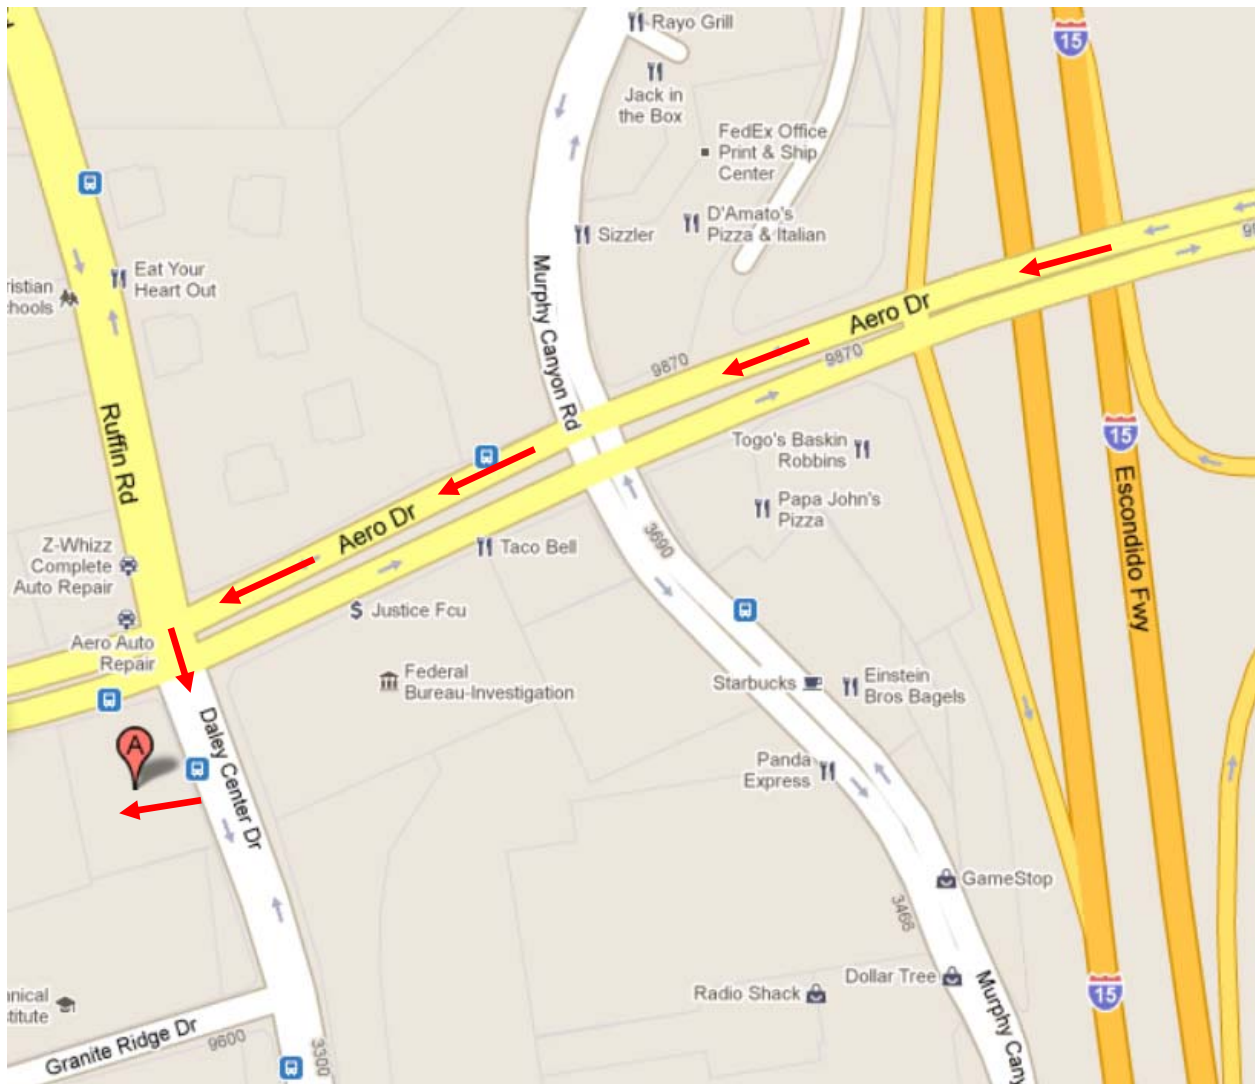 Rayo Grill
15
Jack in
the Box
FedEx Office
Print & Ship
Center
D'Amato's
Pizza & Italian
Sizzler
Eat Your
Heart Out
ristian
hools
Murphy Canyon Rd
Aero Dr
9870
9870
Ruffin Rd
Togo's Baskin
Robbins
15
Escondido Fwy
Papa John's
Pizza
Aero Dr
Taco Bell
3690
Z-Whizz
Complete
Auto Repair
$ Justice Fcu
Aero Auto
Repair
Federal
Bureau-Investigation
Starbucks
Einstein
Bros Bagels
A
Daley Center Dr
Panda
Express
GameStop
3466
Dollar Tree
Radio Shack
15
Murphy Cany
nical
titute
Granite Ridge Dr
9600
3300